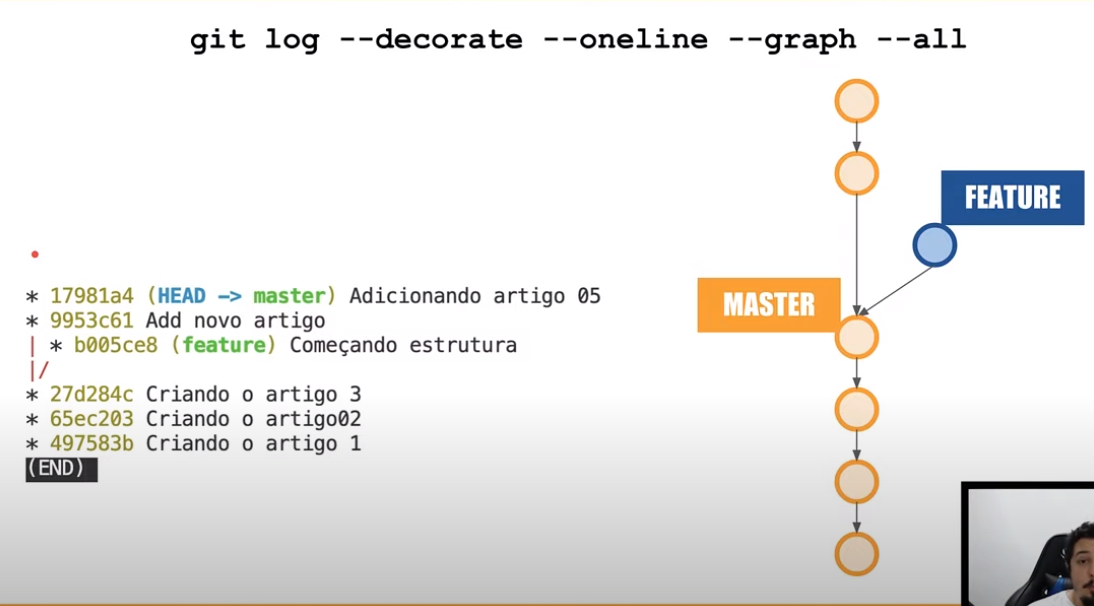 git log --decorate --oneline --graph --all
FEATURE
MASTER
* 17981a4 (HEAD -> master) Adicionando artigo 05
* 9953c61 Add novo artigo
| * b005ce8 (feature) Começando estrutura
|/
* 27d284c Criando o artigo 3
* 65ec203 Criando o artigo02
* 497583b Criando o artigo 1
(END)